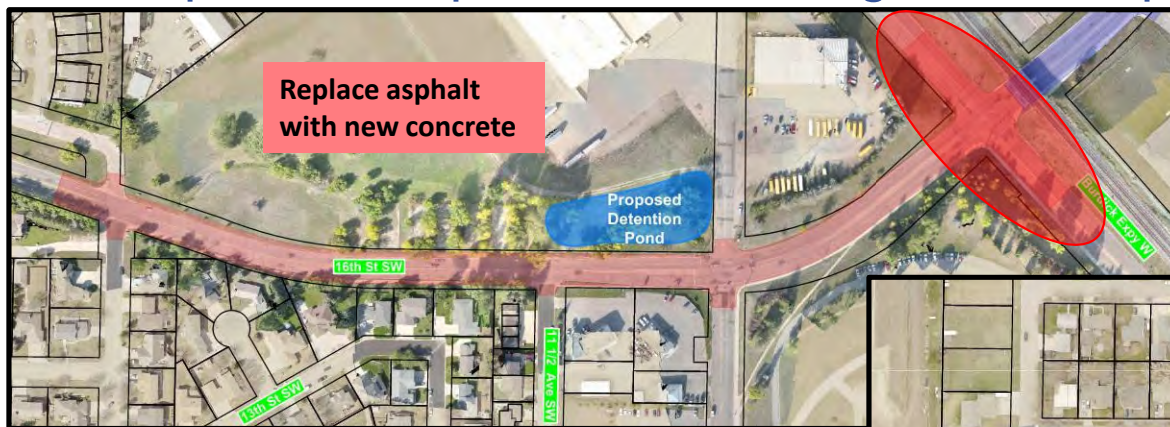 Replace asphalt
with new concrete
Proposed
Detention
Pond
16th St SW
Expy W
11 1/2 Ave SW
13th St SW